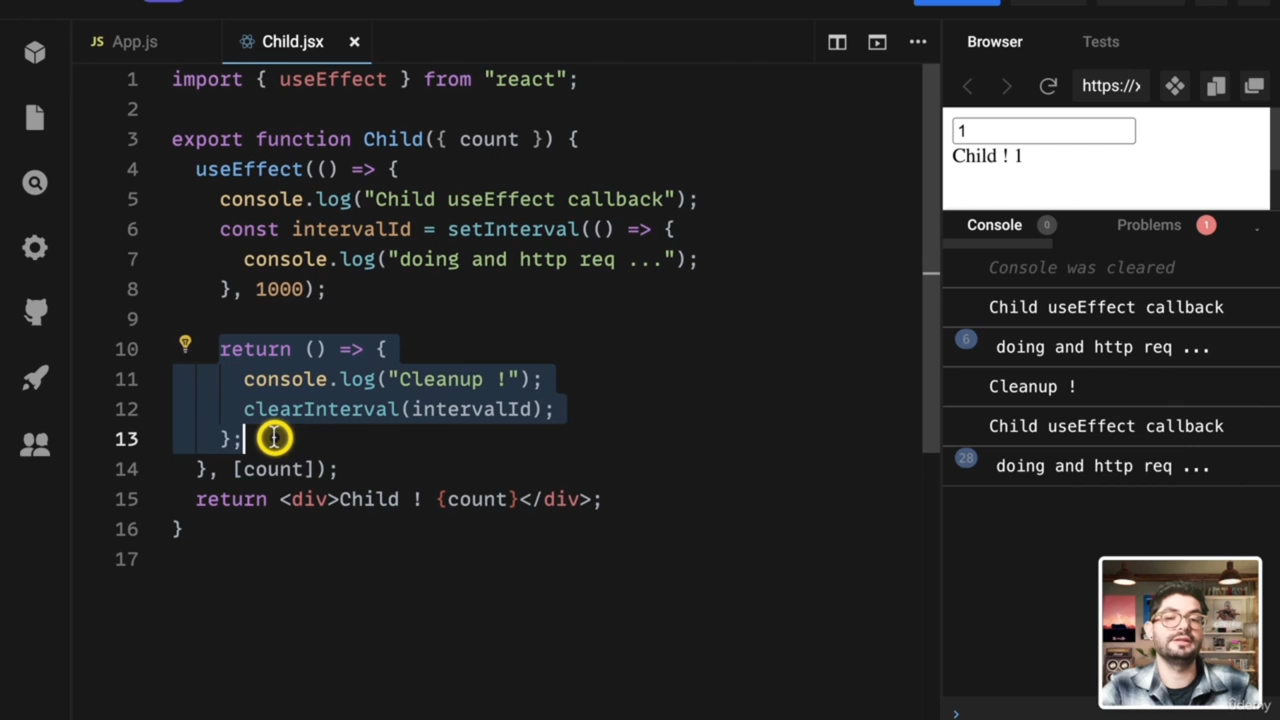 JS App.js
Child.jsx ×
1 import { useEffect } from "react";
2
3 export function Child({ count }) {
4 useEffect(() => {
5 console.log("Child useEffect callback");
6 const intervalId = setInterval(() => {
7 console.log("doing and http req ...");
8 }, 1000);
9
10 return () => {
11 console.log("Cleanup !");
12 clearInterval(intervalId);
13 };
14 }, [count]);
15 return <div>Child ! {count}</div>;
16 }
17
Browser Tests
https://
1
Child ! 1
Console 0 Problems 1
Console was cleared
Child useEffect callback
6 doing and http req ...
Cleanup !
Child useEffect callback
28 doing and http req ...
Udemy